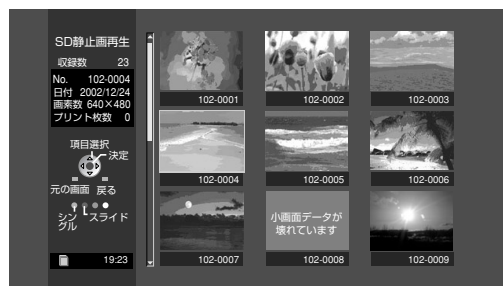 SD静止画再生
収録数 23
No. 102-0004
日付 2002/12/24
画素数 640×480
プリント枚数 0
項目選択
決定
元の画面 戻る
シングル
スライド
19:23
102-0001
102-0002
102-0003
102-0004
102-0005
102-0006
102-0007
小画面データが
壊れています
102-0008
102-0009